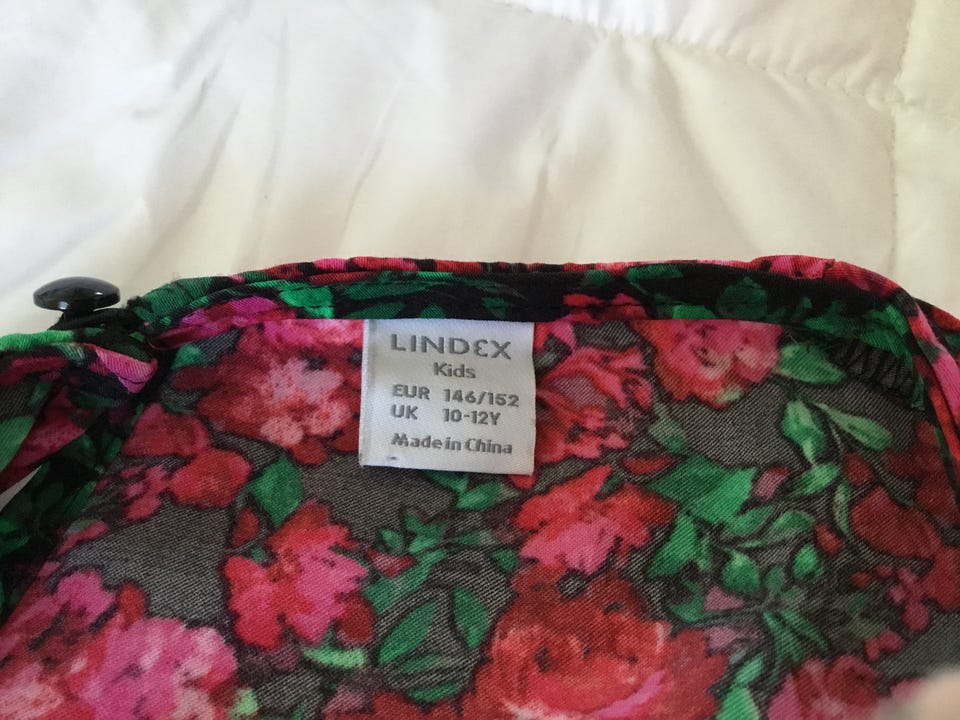 LINDEX
Kids
EUR 146/152
UK 10-12Y
Made in China